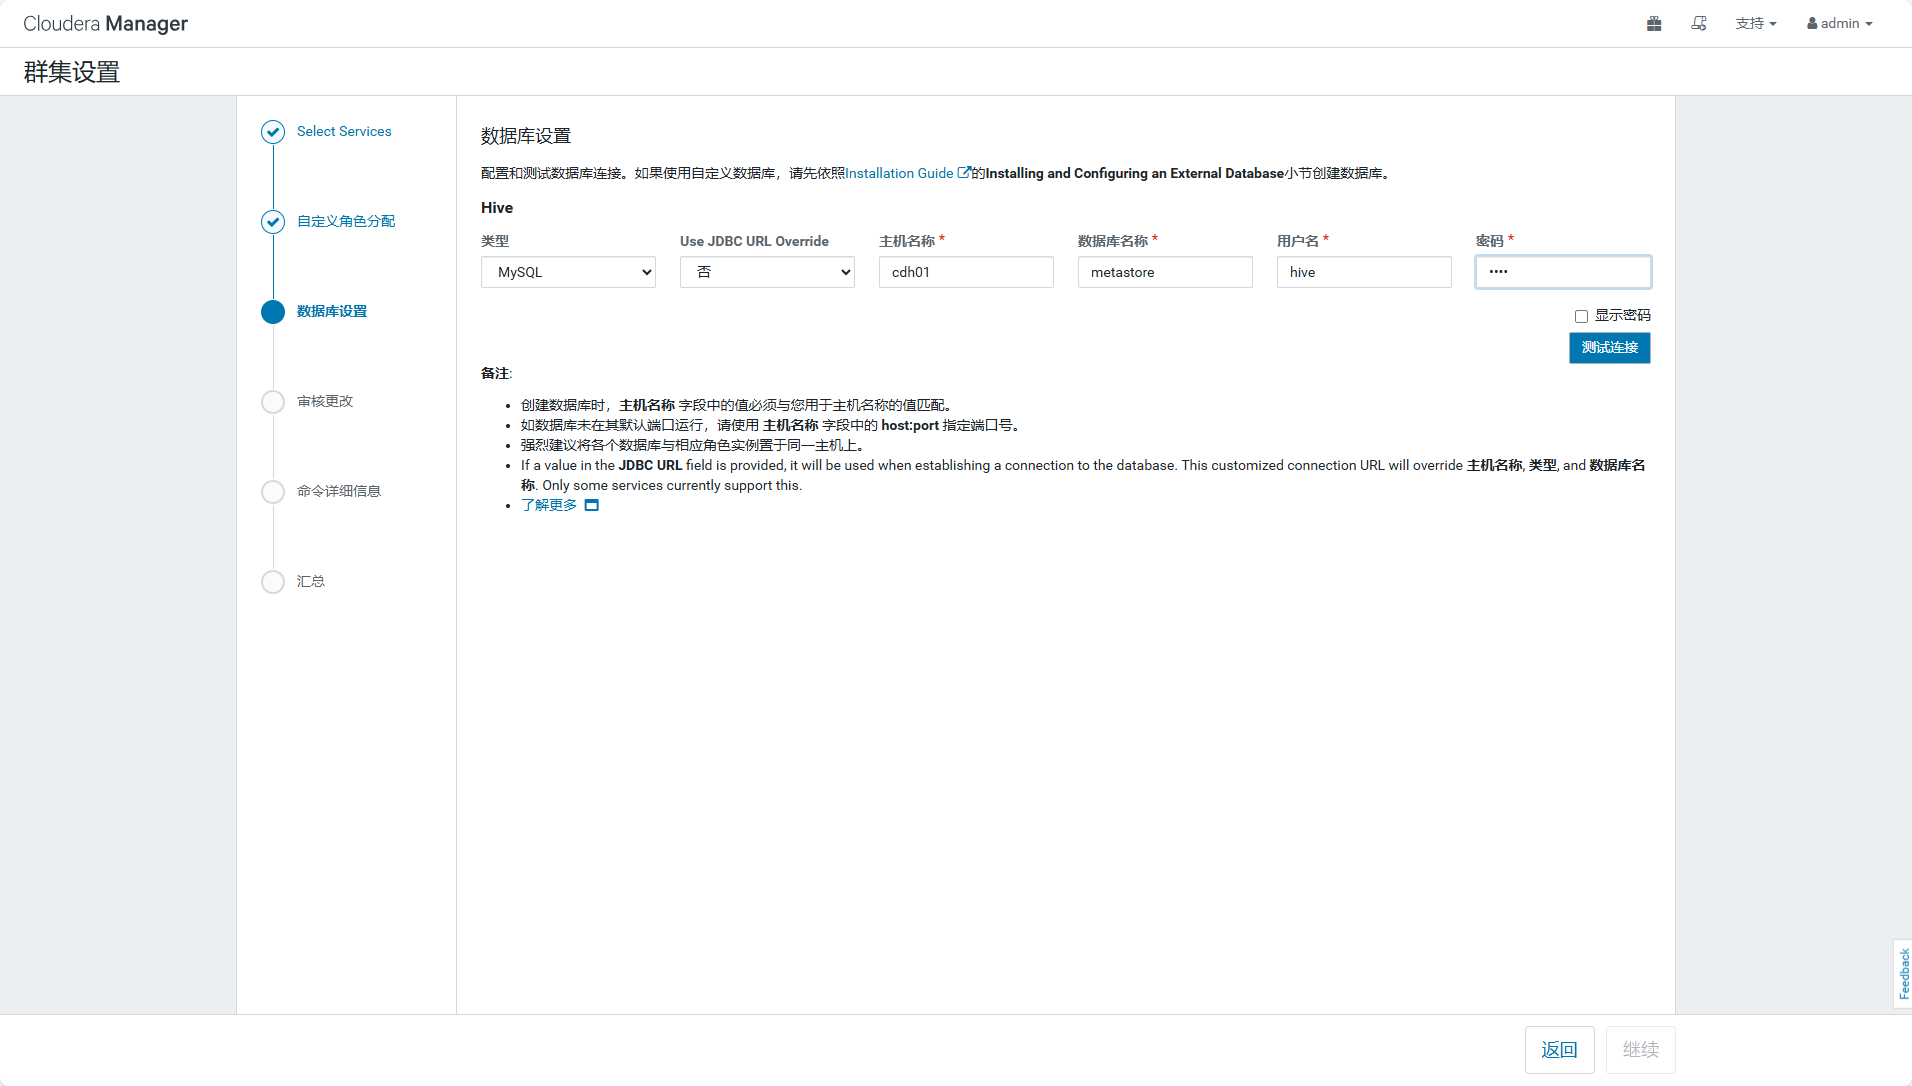 Cloudera Manager
支持
admin
群集设置
Select Services
自定义角色分配
数据库设置
审核更改
命令详细信息
汇总
数据库设置
配置和测试数据库连接。如果使用自定义数据库，请先依照Installation Guide 的Installing and Configuring an External Database小节创建数据库。
Hive
类型
Use JDBC URL Override
主机名称 *
数据库名称 *
用户名 *
密码 *
MySQL
否
cdh01
metastore
hive
••••
显示密码
测试连接
备注:
• 创建数据库时，主机名称 字段中的值必须与您用于主机名称的值匹配。
• 如数据库未在其默认端口运行，请使用 主机名称 字段中的 host:port 指定端口号。
• 强烈建议将各个数据库与相应角色实例置于同一主机上。
• If a value in the JDBC URL field is provided, it will be used when establishing a connection to the database. This customized connection URL will override 主机名称, 类型, and 数据库名
称. Only some services currently support this.
• 了解更多
Feedback
返回
继续